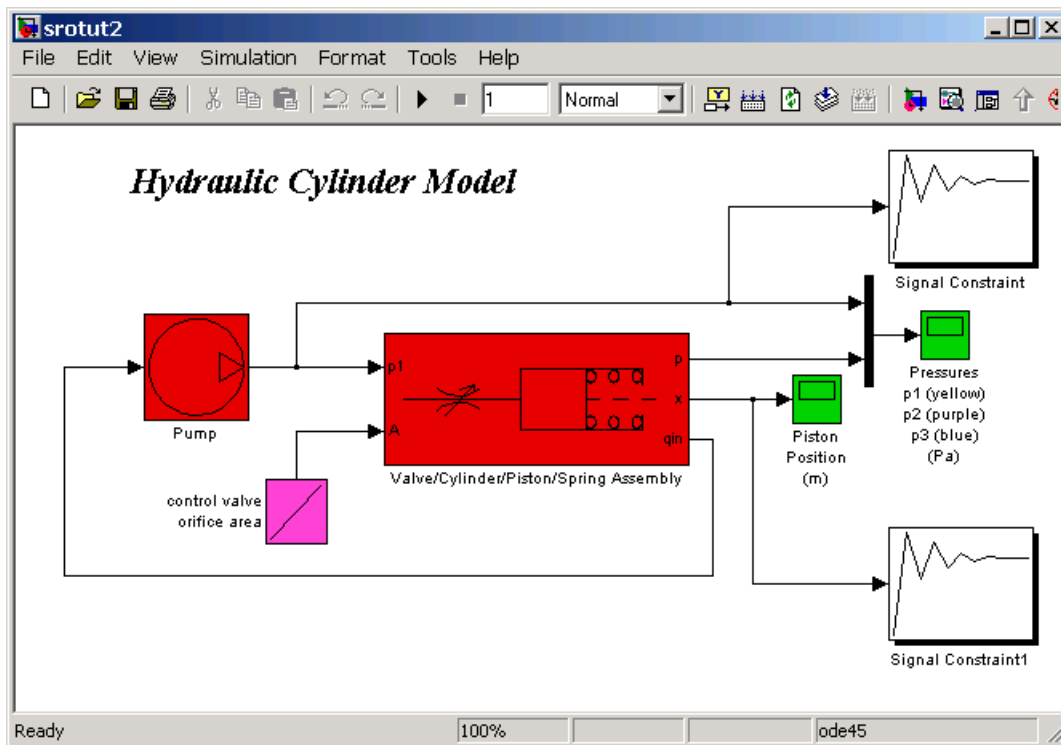 srotut2
File Edit View Simulation Format Tools Help
1 Normal
Hydraulic Cylinder Model
Signal Constraint
Pump
p1
A
p
x
qin
Valve/Cylinder/Piston/Spring Assembly
control valve
orifice area
Piston
Position
(m)
Pressures
p1 (yellow)
p2 (purple)
p3 (blue)
(Pa)
Signal Constraint1
Ready 100% ode45